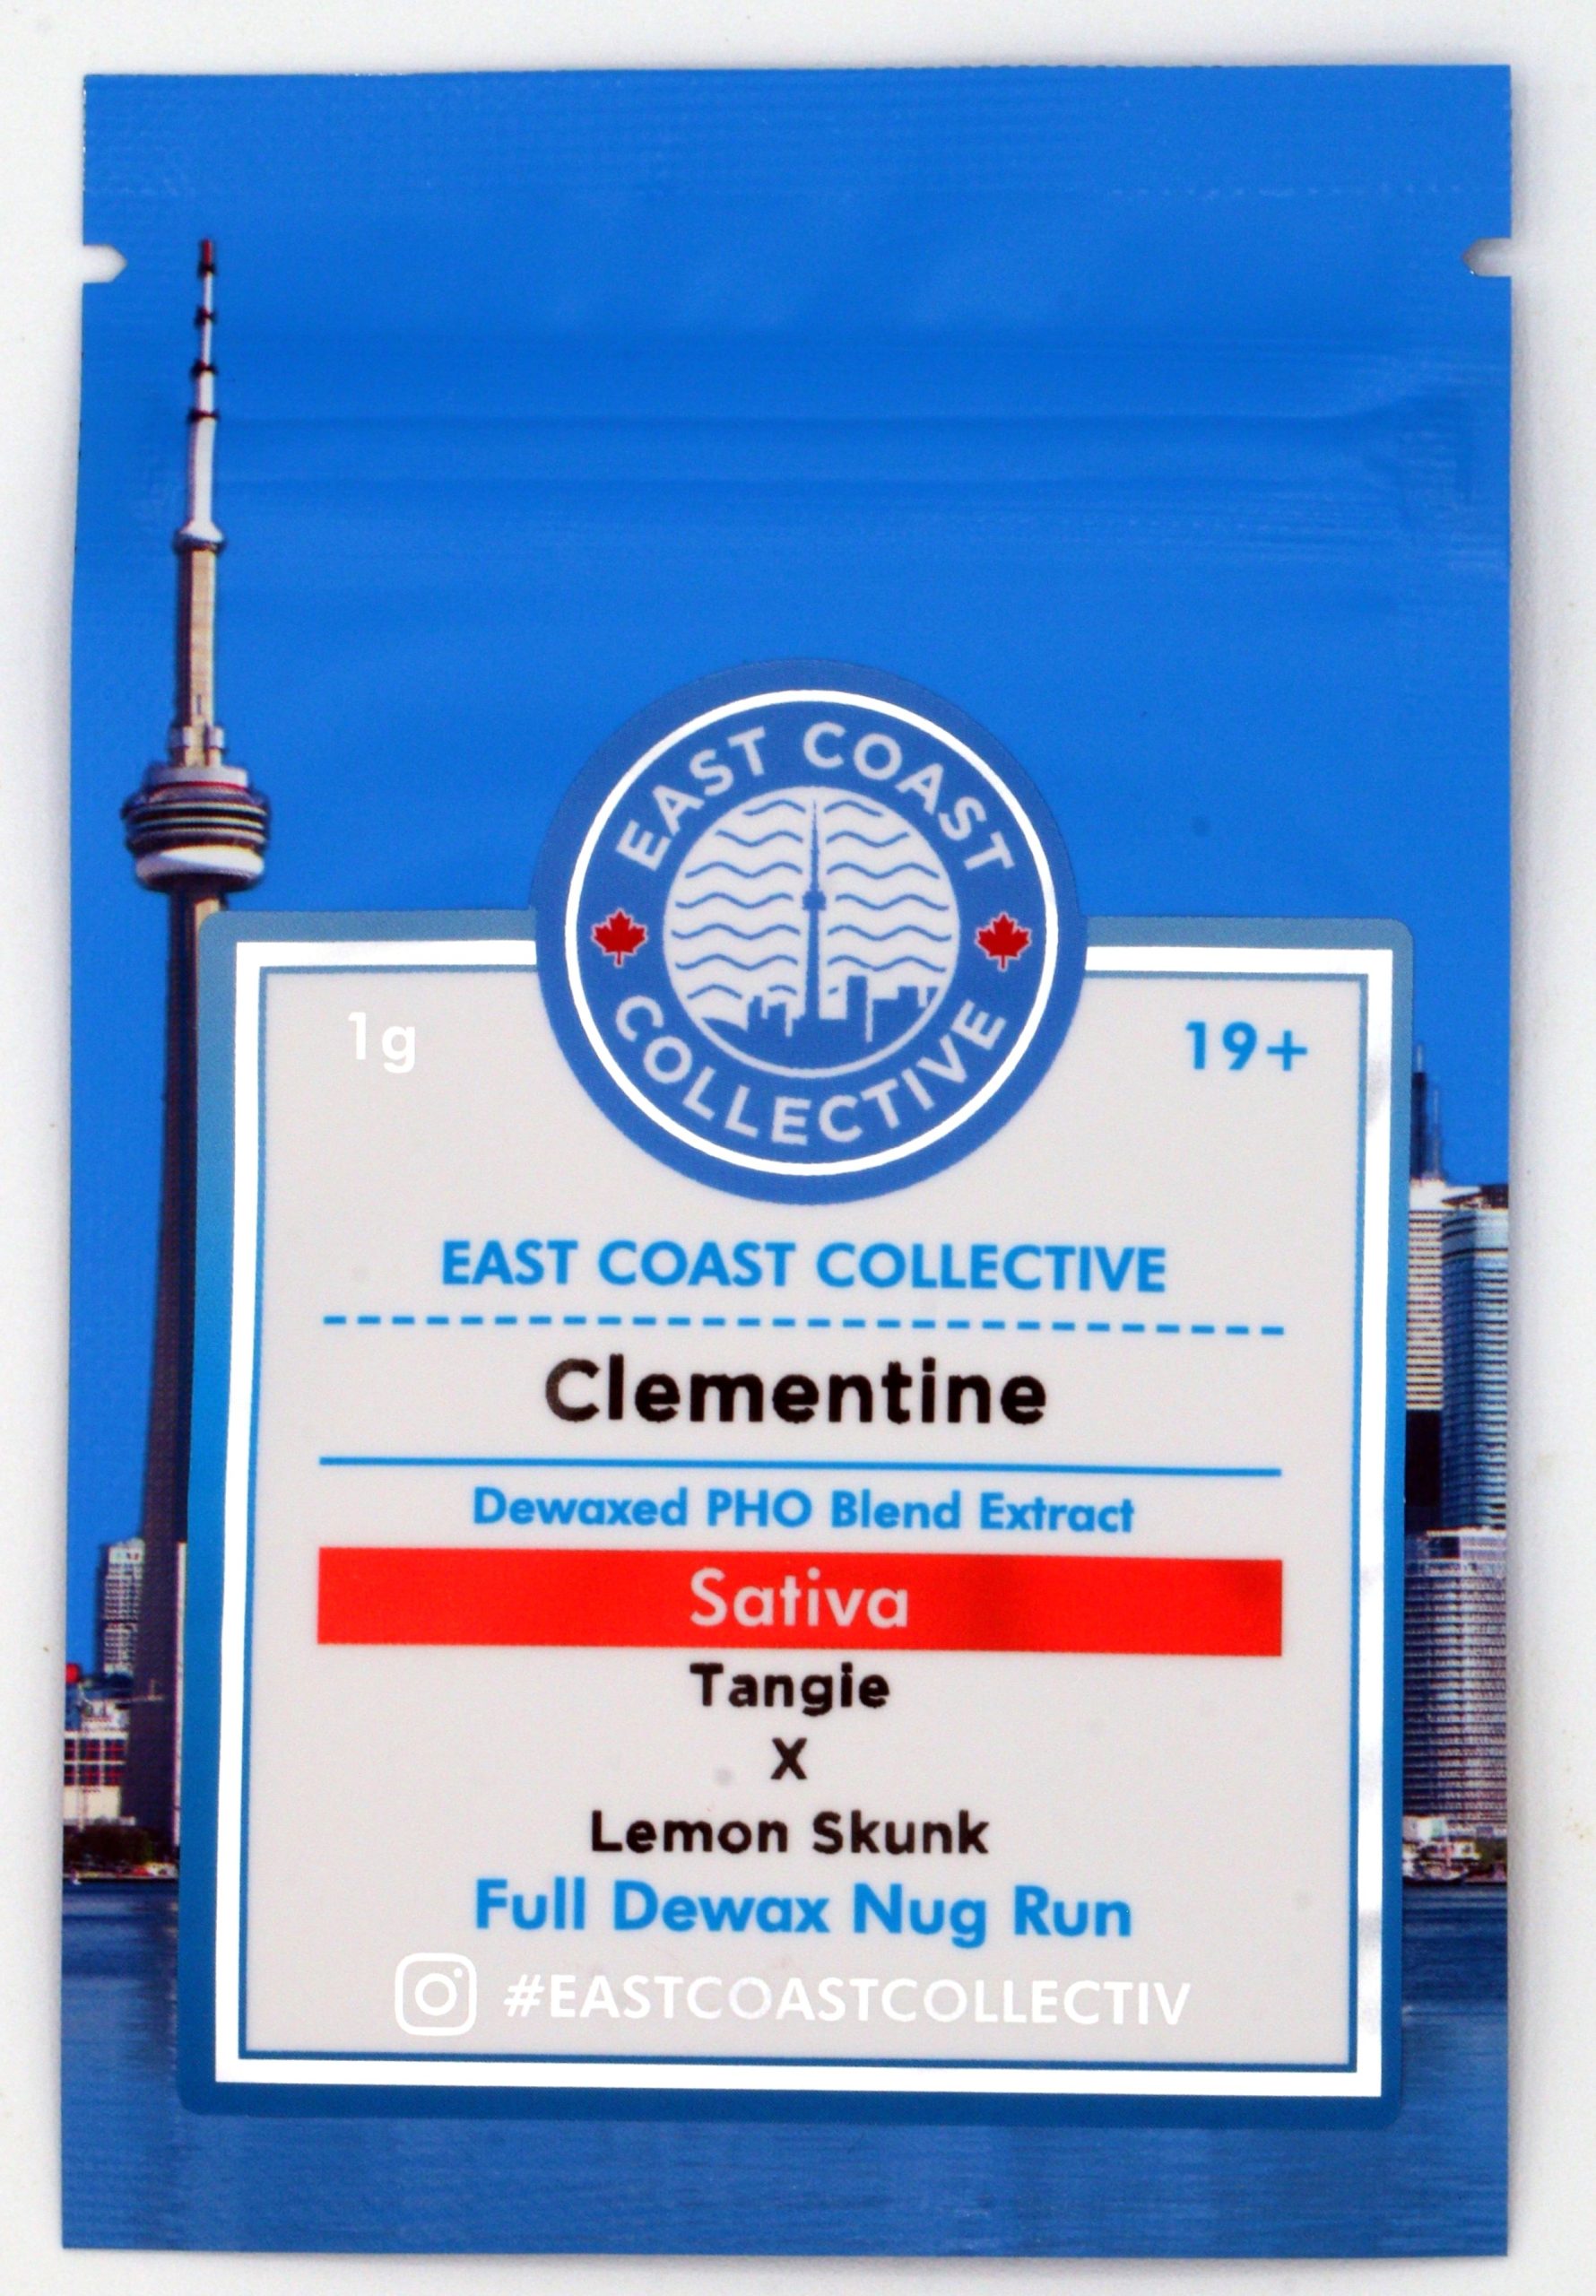 EAST COAST
COLLECTIVE
1g
19+
EAST COAST COLLECTIVE
Clementine
Dewaxed PHO Blend Extract
Sativa
Tangie
X
Lemon Skunk
Full Dewax Nug Run
#EASTCOASTCOLLECTIV